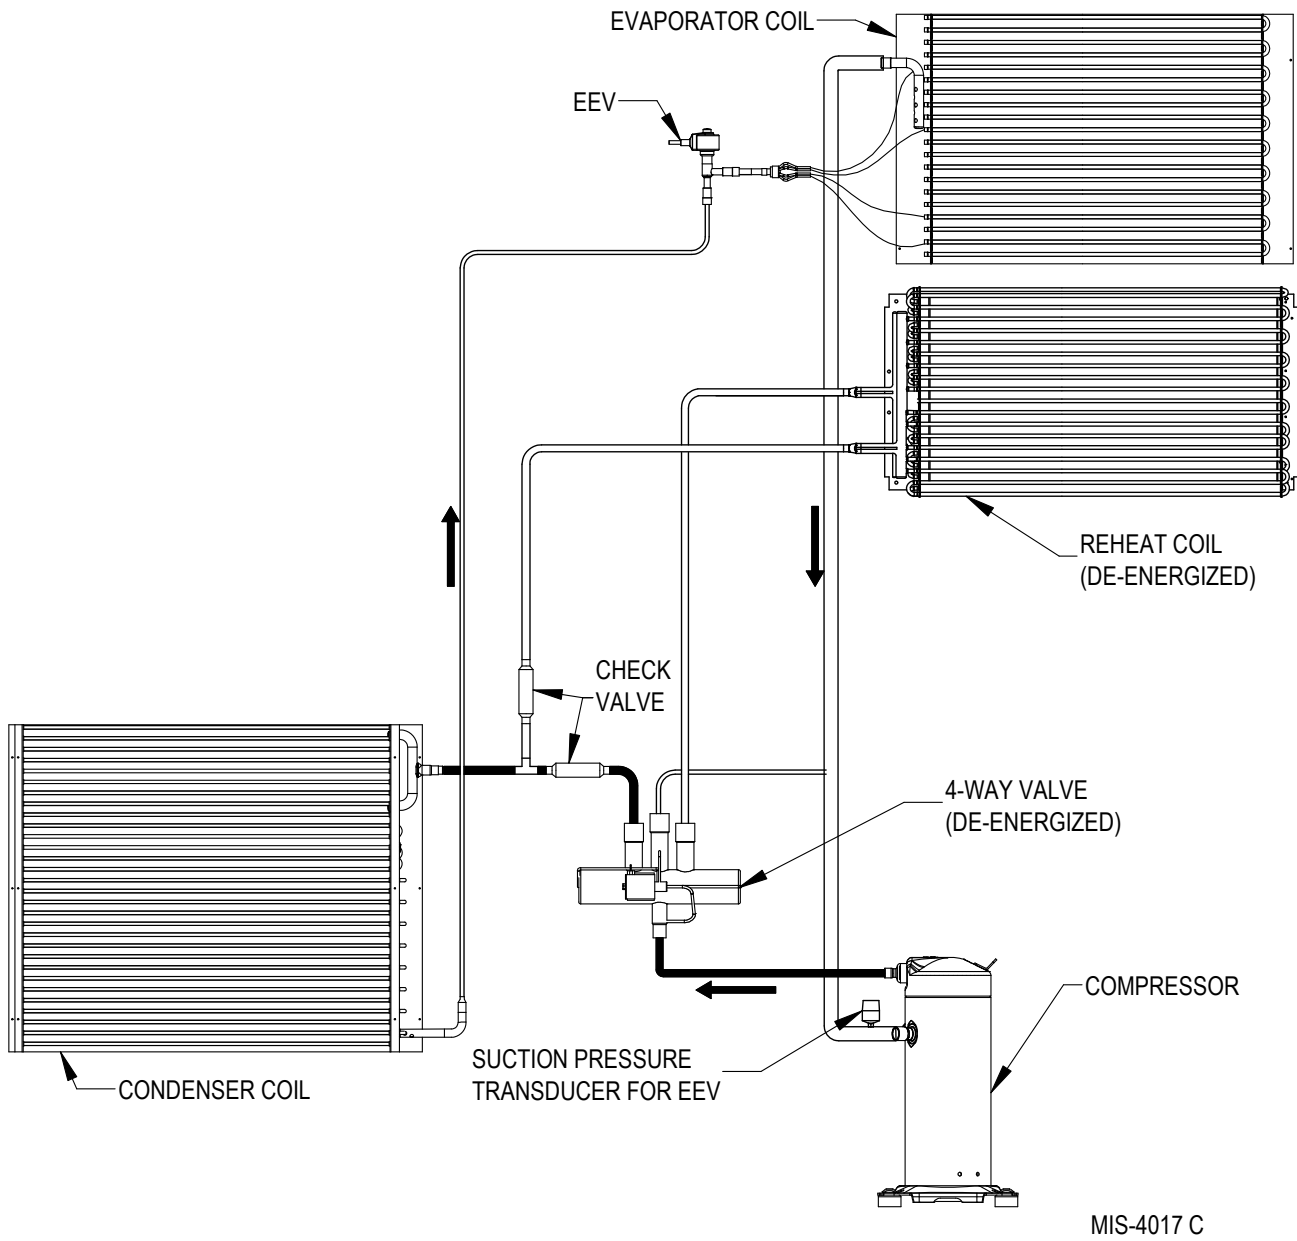 EVAPORATOR COIL
EEV
REHEAT COIL
(DE-ENERGIZED)
CHECK
VALVE
4-WAY VALVE
(DE-ENERGIZED)
COMPRESSOR
SUCTION PRESSURE
TRANSDUCER FOR EEV
CONDENSER COIL
MIS-4017 C